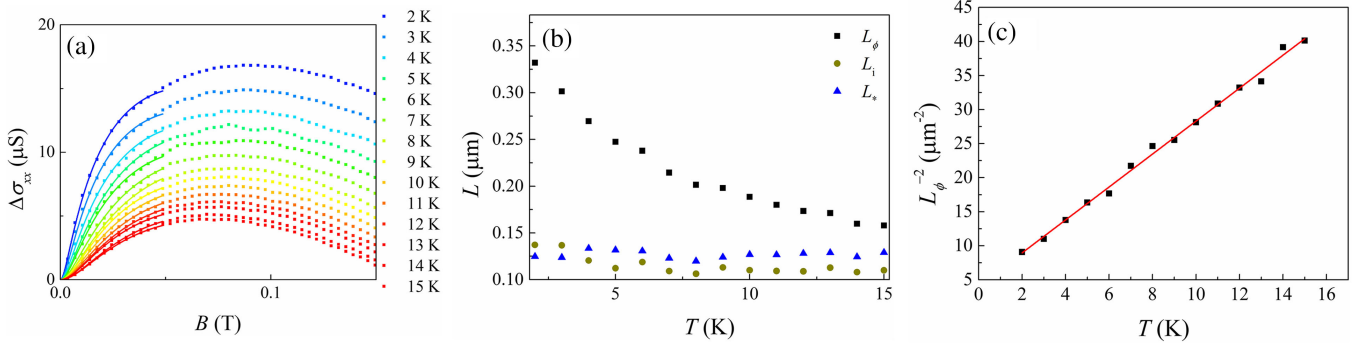 (a)
20
10
0
0.0
0.1
Δσxx (μS)
B (T)
2 K
3 K
4 K
5 K
6 K
7 K
8 K
9 K
10 K
11 K
12 K
13 K
14 K
15 K
(b)
0.35
0.30
0.25
0.20
0.15
0.10
5
10
15
L (μm)
T (K)
Lϕ
Li
L*
(c)
45
40
35
30
25
20
15
10
5
0
2
4
6
8
10
12
14
16
Lϕ⁻² (μm⁻²)
T (K)